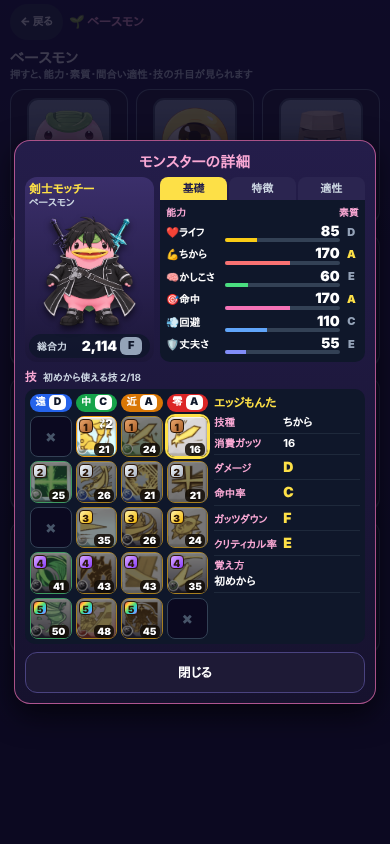 ← 戻る
🌱 ベースモン
ベースモン
押すと、能力・素質・間合い適性・技の升目が見られます
モンスターの詳細
剣士モッチー
ベースモン
総合力 2,114 F
基礎 特徴 適性
能力 素質
❤️ライフ 85 D
💪ちから 170 A
🧠かしこさ 60 E
🎯命中 170 A
💨回避 110 C
🛡️丈夫さ 55 E
技 初めから使える技 2/18
遠 D 中 C 近 A 零 A
× 1 21 1 24 1 16
2 25 2 26 2 21 2 21
× 3 35 3 26 3 24
4 41 4 43 4 43 4 35
5 50 5 48 5 45 ×
エッジもんた
技種 ちから
消費ガッツ 16
ダメージ D
命中率 C
ガッツダウン F
クリティカル率 E
覚え方
初めから
閉じる